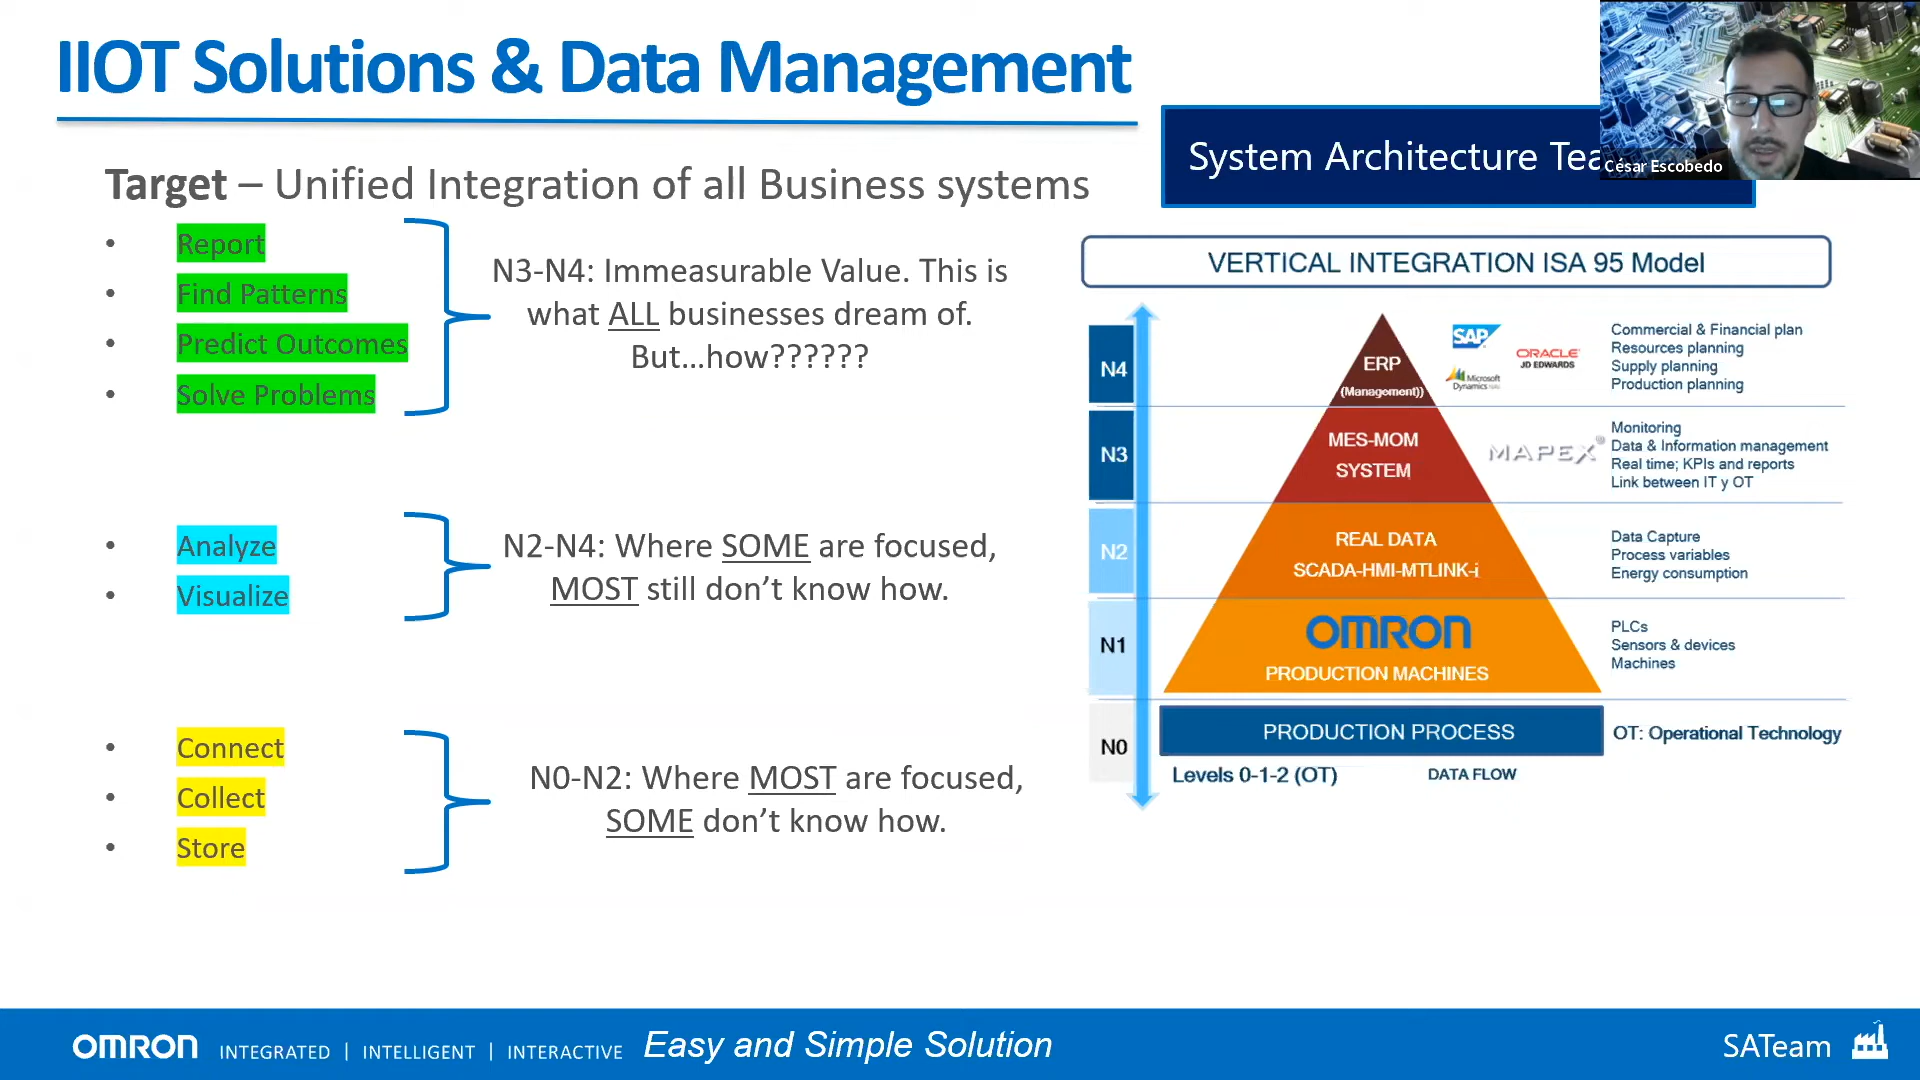 IIOT Solutions & Data Management
System Architecture Tea
César Escobedo
Target – Unified Integration of all Business systems
• Report
• Find Patterns
• Predict Outcomes
• Solve Problems
N3-N4: Immeasurable Value. This is
what ALL businesses dream of.
But...how??????
• Analyze
• Visualize
N2-N4: Where SOME are focused,
MOST still don't know how.
• Connect
• Collect
• Store
N0-N2: Where MOST are focused,
SOME don't know how.
VERTICAL INTEGRATION ISA 95 Model
N4
ERP
(Management))
SAP
ORACLE
JD EDWARDS
Microsoft
Dynamics NAV
Commercial & Financial plan
Resources planning
Supply planning
Production planning
N3
MES-MOM
SYSTEM
MAPEX®
Monitoring
Data & Information management
Real time; KPIs and reports
Link between IT y OT
N2
REAL DATA
SCADA-HMI-MTLINK-i
Data Capture
Process variables
Energy consumption
N1
OMRON
PRODUCTION MACHINES
PLCs
Sensors & devices
Machines
N0
PRODUCTION PROCESS
OT: Operational Technology
Levels 0-1-2 (OT)
DATA FLOW
OMRON INTEGRATED | INTELLIGENT | INTERACTIVE Easy and Simple Solution
SATeam